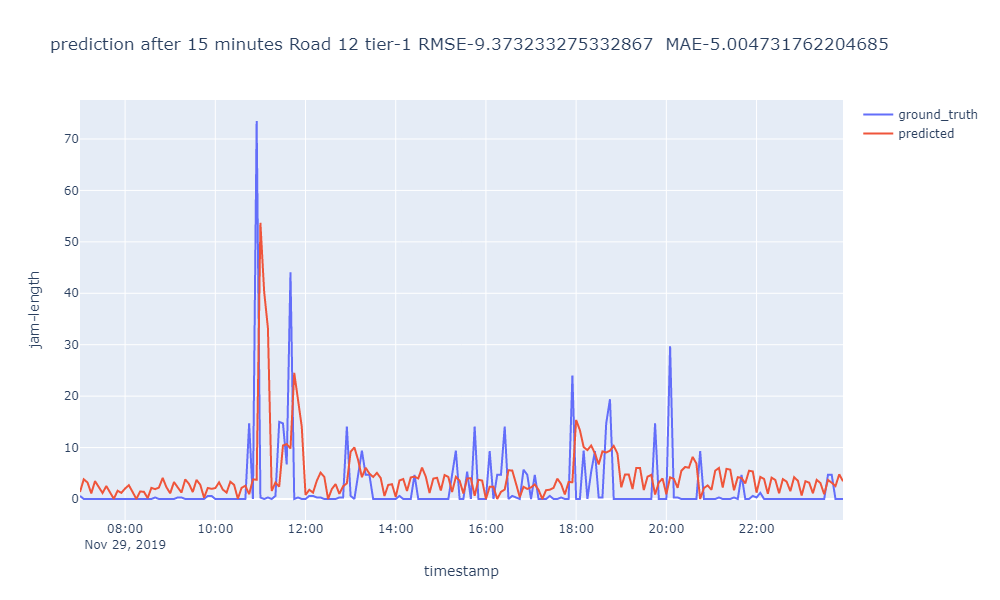 prediction after 15 minutes Road 12 tier-1 RMSE-9.373233275332867  MAE-5.004731762204685
ground_truth
predicted
70
60
50
40
30
20
10
0
jam-length
08:00 10:00 12:00 14:00 16:00 18:00 20:00 22:00
Nov 29, 2019
timestamp